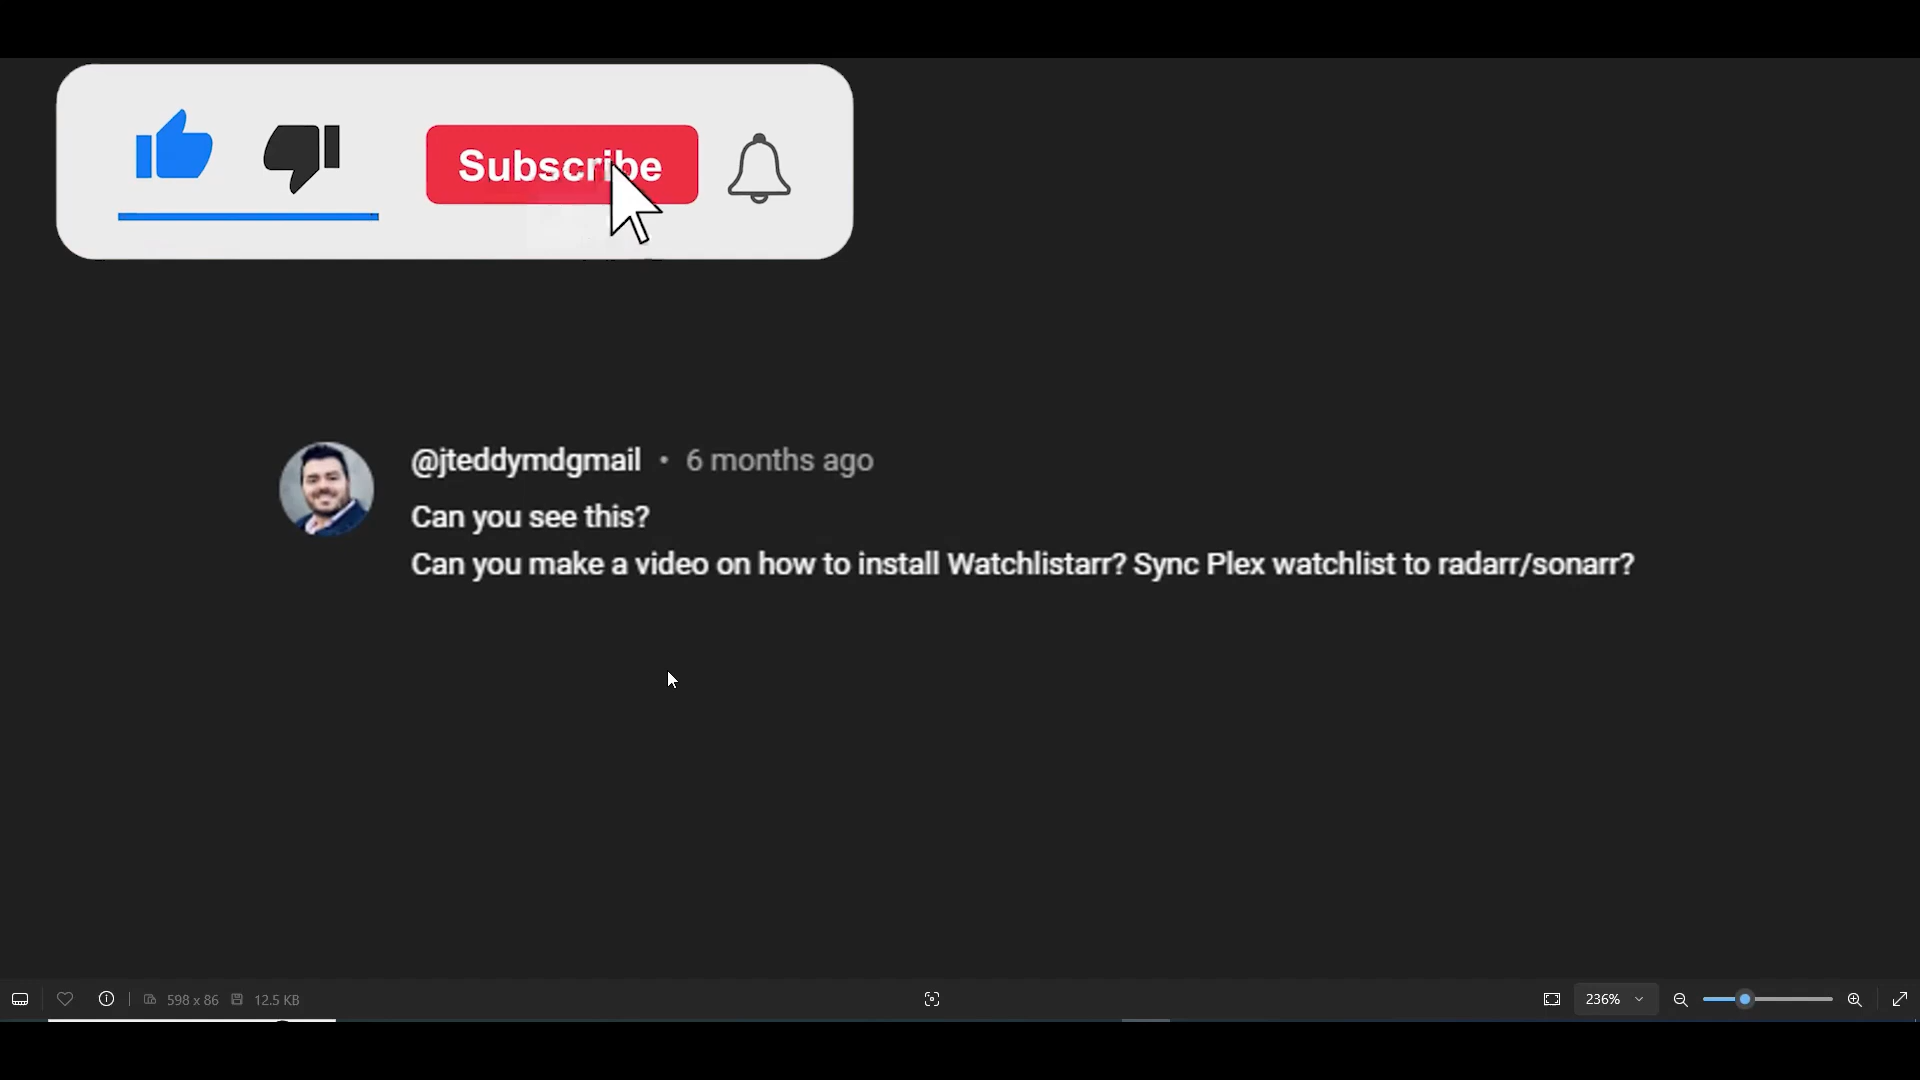 Subscribe
@jteddymdgmail • 6 months ago
Can you see this?
Can you make a video on how to install Watchlistarr? Sync Plex watchlist to radarr/sonarr?
598 x 86 12.5 KB 236%